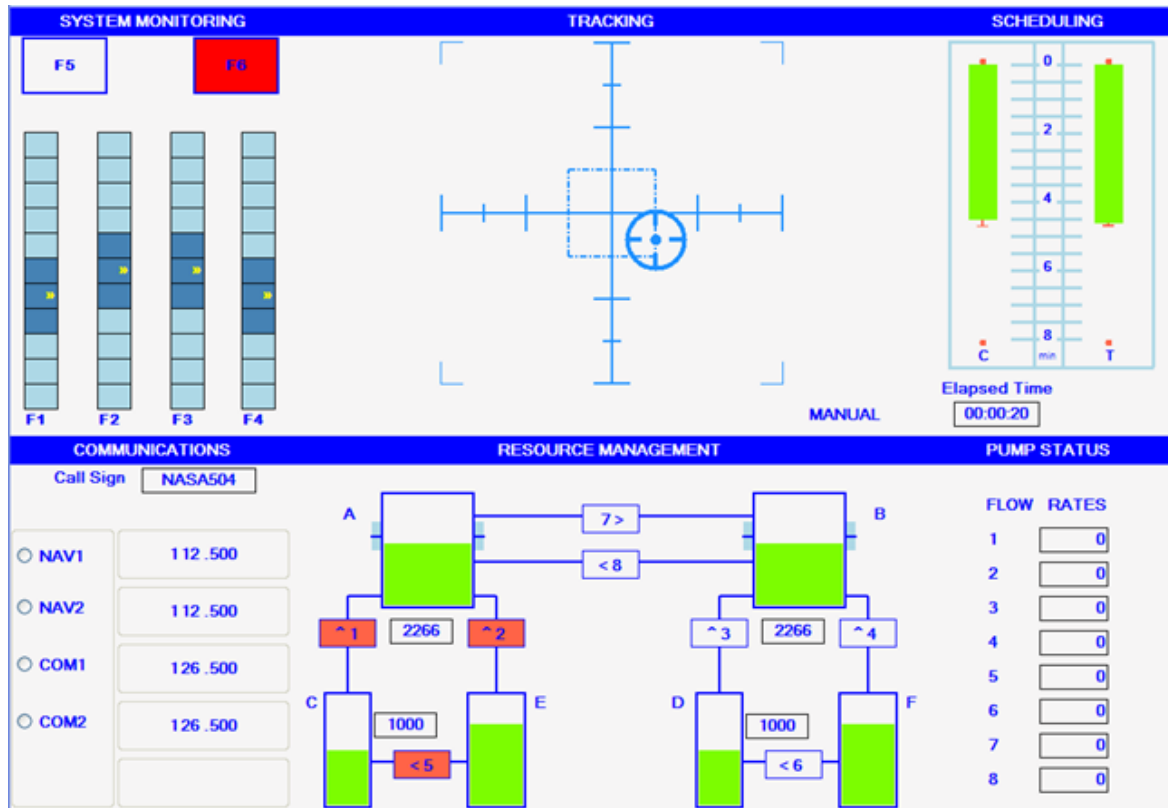 SYSTEM MONITORING
TRACKING
SCHEDULING
F5
F6
0
2
4
6
8
C
min
T
F1
F2
F3
F4
MANUAL
Elapsed Time
00:00:20
COMMUNICATIONS
RESOURCE MANAGEMENT
PUMP STATUS
Call Sign NASA504
NAV1 112.500
NAV2 112.500
COM1 126.500
COM2 126.500
A
7 >
B
< 8
^ 1
2266
^ 2
^ 3
2266
^ 4
C
1000
E
D
1000
F
< 5
< 6
FLOW RATES
1 0
2 0
3 0
4 0
5 0
6 0
7 0
8 0